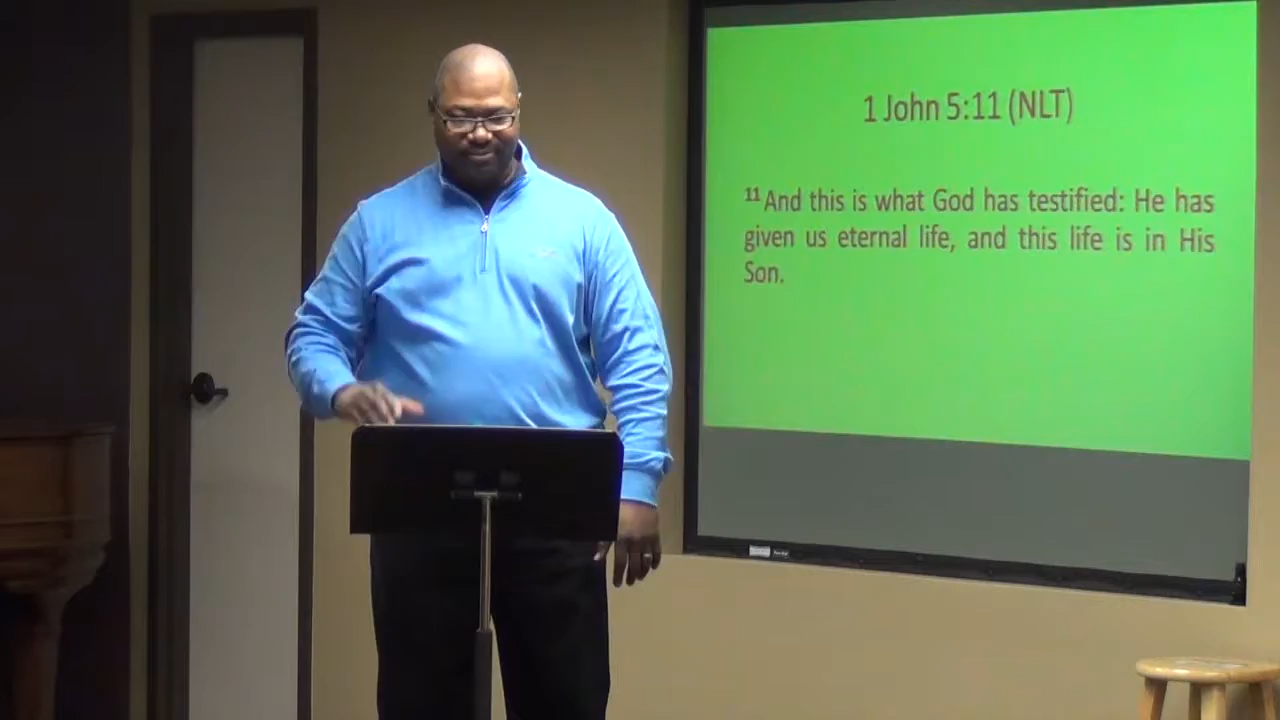 1 John 5:11 (NLT)
11 And this is what God has testified: He has
given us eternal life, and this life is in His
Son.